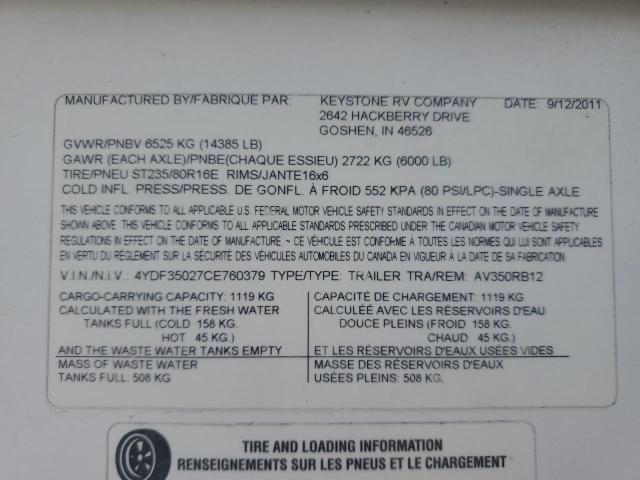 MANUFACTURED BY/FABRIQUE PAR: KEYSTONE RV COMPANY DATE: 9/12/2011
2642 HACKBERRY DRIVE
GOSHEN, IN 46526
GVWR/PNBV 6525 KG (14385 LB)
GAWR (EACH AXLE)/PNBE(CHAQUE ESSIEU) 2722 KG (6000 LB)
TIRE/PNEU ST235/80R16E RIMS/JANTE16x6
COLD INFL. PRESS/PRESS. DE GONFL. À FROID 552 KPA (80 PSI/LPC)-SINGLE AXLE
THIS VEHICLE CONFORMS TO ALL APPLICABLE U.S. FEDERAL MOTOR VEHICLE SAFETY STANDARDS IN EFFECT ON THE DATE OF MANUFACTURE
SHOWN ABOVE. THIS VEHICLE CONFORMS TO ALL APPLICABLE STANDARDS PRESCRIBED UNDER THE CANADIAN MOTOR VEHICLE SAFETY
REGULATIONS IN EFFECT ON THE DATE OF MANUFACTURE. ~ CE VÉHICULE EST CONFORME À TOUTES LES NORMES QUI LUI SONT APPLICABLES
EN VERTU DU RÉGLEMENT SUR LA SÉCURITÉ DES VÉHICULES AUTOMOBILES DU CANADA EN VIGUEUR À LA DATE DE SA FABRICATION.
V.I.N./N.I.V.: 4YDF35027CE760379 TYPE/TYPE: TRAILER TRA/REM: AV350RB12
CARGO-CARRYING CAPACITY: 1119 KG
CALCULATED WITH THE FRESH WATER
TANKS FULL (COLD 158 KG.
HOT 45 KG.)
AND THE WASTE WATER TANKS EMPTY
MASS OF WASTE WATER
TANKS FULL: 508 KG
CAPACITÉ DE CHARGEMENT: 1119 KG
CALCULÉE AVEC LES RÉSERVOIRS D'EAU
DOUCE PLEINS (FROID 158 KG.
CHAUD 45 KG.)
ET LES RÉSERVOIRS D'EAUX USÉES VIDES
MASSE DES RÉSERVOIRS D'EAUX
USÉES PLEINS: 508 KG.
TIRE AND LOADING INFORMATION
RENSEIGNEMENTS SUR LES PNEUS ET LE CHARGEMENT